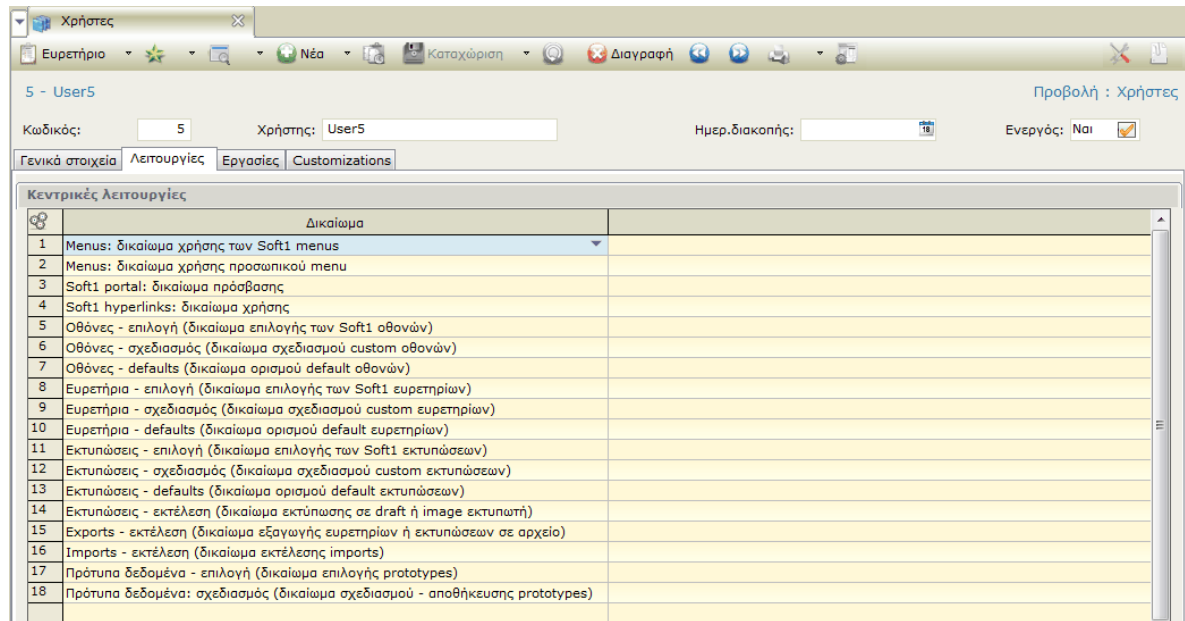 Χρήστες
Ευρετήριο Νέα Καταχώριση Διαγραφή
5 - User5 Προβολή : Χρήστες
Κωδικός: 5 Χρήστης: User5 Ημερ.διακοπής: 18 Ενεργός: Ναι
Γενικά στοιχεία Λειτουργίες Εργασίες Customizations
Κεντρικές λειτουργίες
Δικαίωμα
1 Menus: δικαίωμα χρήσης των Soft1 menus
2 Menus: δικαίωμα χρήσης προσωπικού menu
3 Soft1 portal: δικαίωμα πρόσβασης
4 Soft1 hyperlinks: δικαίωμα χρήσης
5 Οθόνες - επιλογή (δικαίωμα επιλογής των Soft1 οθονών)
6 Οθόνες - σχεδιασμός (δικαίωμα σχεδιασμού custom οθονών)
7 Οθόνες - defaults (δικαίωμα ορισμού default οθονών)
8 Ευρετήρια - επιλογή (δικαίωμα επιλογής των Soft1 ευρετηρίων)
9 Ευρετήρια - σχεδιασμός (δικαίωμα σχεδιασμού custom ευρετηρίων)
10 Ευρετήρια - defaults (δικαίωμα ορισμού default ευρετηρίων)
11 Εκτυπώσεις - επιλογή (δικαίωμα επιλογής των Soft1 εκτυπώσεων)
12 Εκτυπώσεις - σχεδιασμός (δικαίωμα σχεδιασμού custom εκτυπώσεων)
13 Εκτυπώσεις - defaults (δικαίωμα ορισμού default εκτυπώσεων)
14 Εκτυπώσεις - εκτέλεση (δικαίωμα εκτύπωσης σε draft ή image εκτυπωτή)
15 Exports - εκτέλεση (δικαίωμα εξαγωγής ευρετηρίων ή εκτυπώσεων σε αρχείο)
16 Imports - εκτέλεση (δικαίωμα εκτέλεσης imports)
17 Πρότυπα δεδομένα - επιλογή (δικαίωμα επιλογής prototypes)
18 Πρότυπα δεδομένα: σχεδιασμός (δικαίωμα σχεδιασμού - αποθήκευσης prototypes)